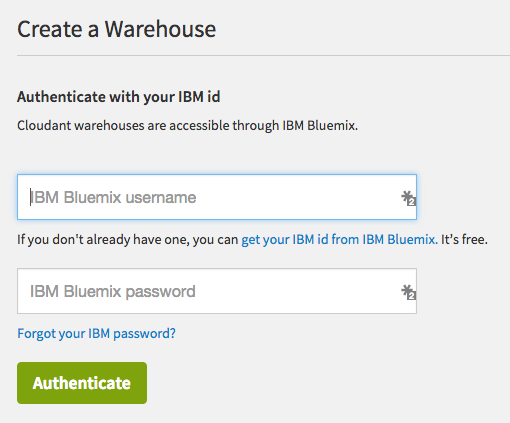 Create a Warehouse
Authenticate with your IBM id
Cloudant warehouses are accessible through IBM Bluemix.
IBM Bluemix username
2
If you don't already have one, you can get your IBM id from IBM Bluemix. It's free.
IBM Bluemix password
2
Forgot your IBM password?
Authenticate